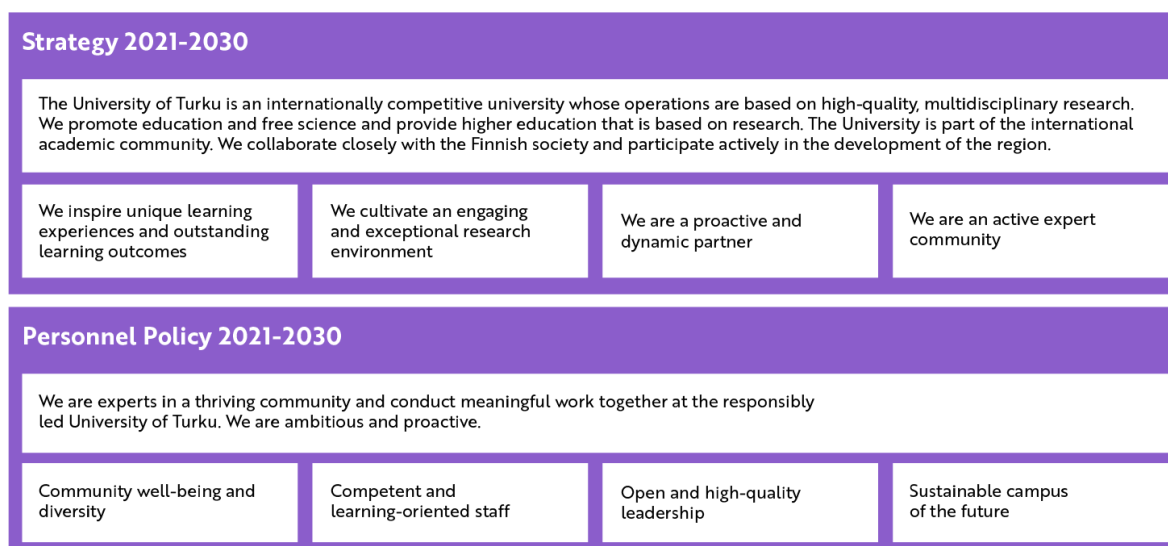 Strategy 2021-2030
The University of Turku is an internationally competitive university whose operations are based on high-quality, multidisciplinary research.
We promote education and free science and provide higher education that is based on research. The University is part of the international
academic community. We collaborate closely with the Finnish society and participate actively in the development of the region.
We inspire unique learning
experiences and outstanding
learning outcomes
We cultivate an engaging
and exceptional research
environment
We are a proactive and
dynamic partner
We are an active expert
community
Personnel Policy 2021-2030
We are experts in a thriving community and conduct meaningful work together at the responsibly
led University of Turku. We are ambitious and proactive.
Community well-being and
diversity
Competent and
learning-oriented staff
Open and high-quality
leadership
Sustainable campus
of the future